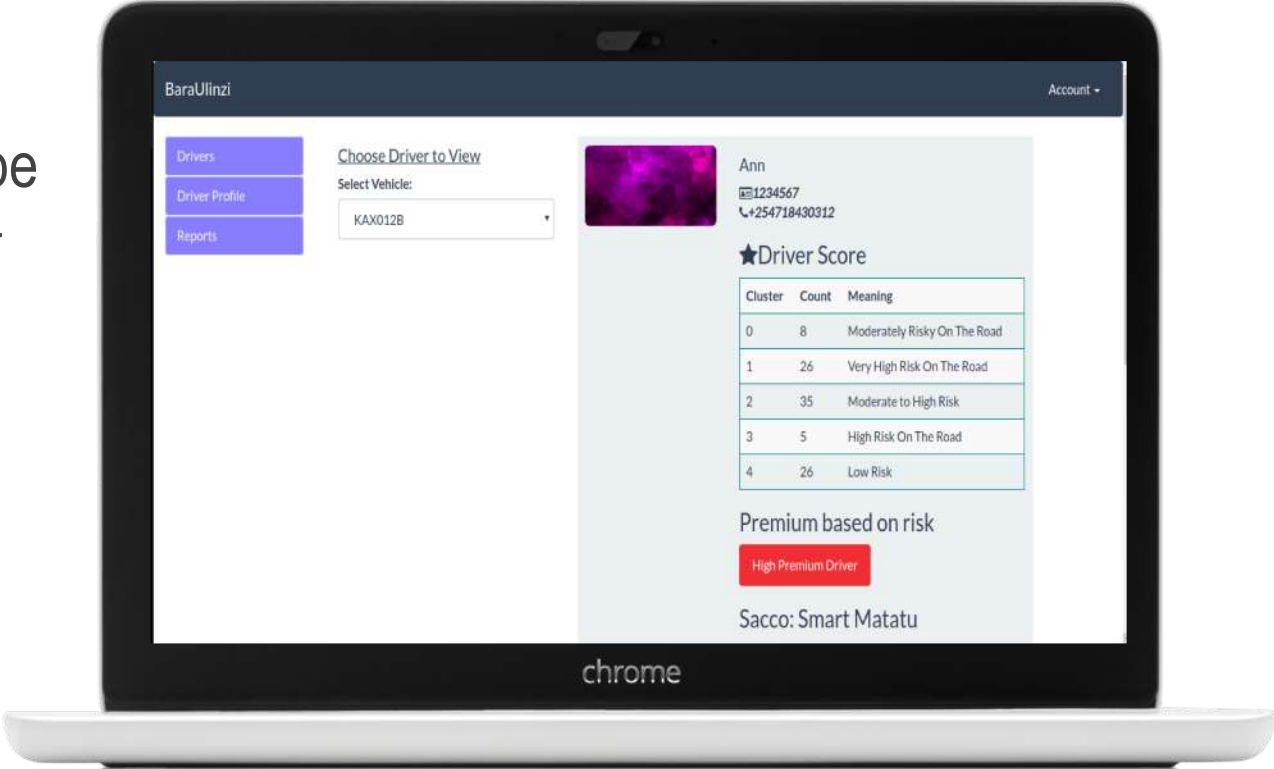 BaraUlinzi
Account
Drivers
Driver Profile
Reports
Choose Driver to View
Select Vehicle:
KAX012B
Ann
1234567
+254718430312
Driver Score
Cluster Count Meaning
0 8 Moderately Risky On The Road
1 26 Very High Risk On The Road
2 35 Moderate to High Risk
3 5 High Risk On The Road
4 26 Low Risk
Premium based on risk
High Premium Driver
Sacco: Smart Matatu
chrome